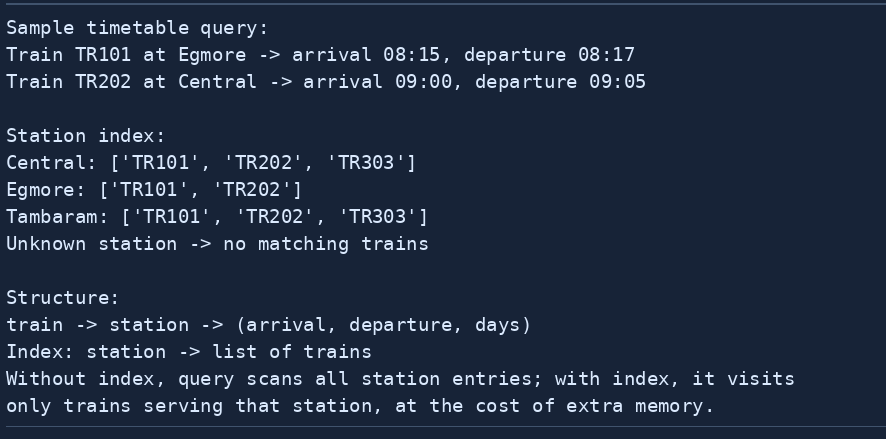 Sample timetable query:
Train TR101 at Egmore -> arrival 08:15, departure 08:17
Train TR202 at Central -> arrival 09:00, departure 09:05
Station index:
Central: ['TR101', 'TR202', 'TR303']
Egmore: ['TR101', 'TR202']
Tambaram: ['TR101', 'TR202', 'TR303']
Unknown station -> no matching trains
Structure:
train -> station -> (arrival, departure, days)
Index: station -> list of trains
Without index, query scans all station entries; with index, it visits
only trains serving that station, at the cost of extra memory.